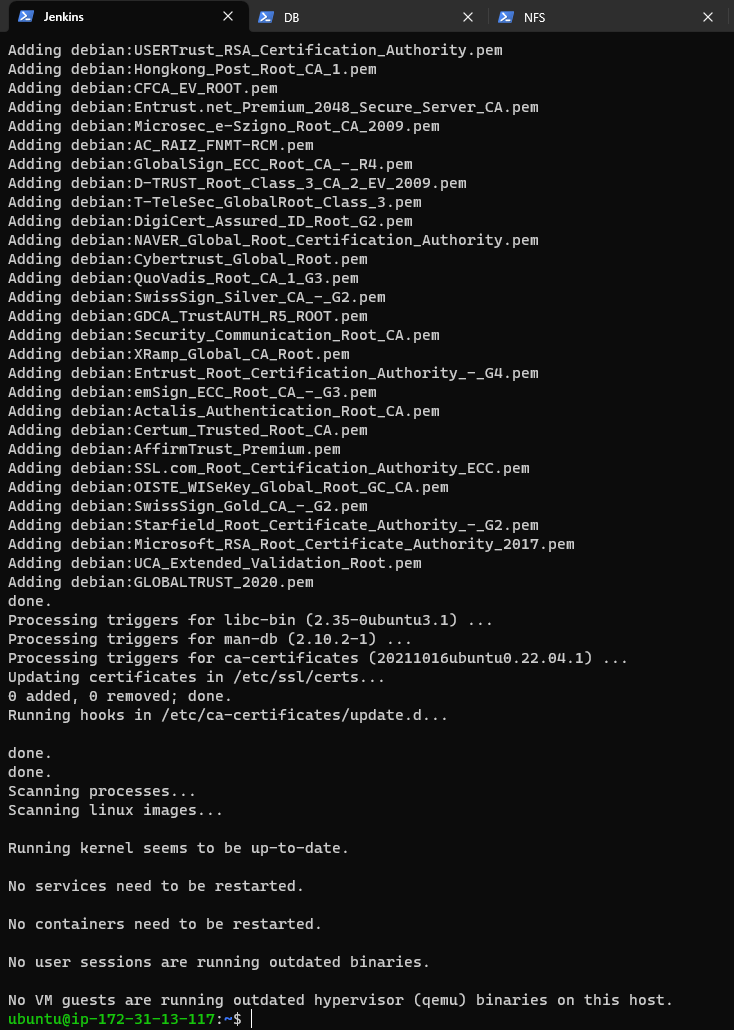 Jenkins
DB
NFS
Adding debian:USERTrust_RSA_Certification_Authority.pem
Adding debian:Hongkong_Post_Root_CA_1.pem
Adding debian:CFCA_EV_ROOT.pem
Adding debian:Entrust.net_Premium_2048_Secure_Server_CA.pem
Adding debian:Microsec_e-Szigno_Root_CA_2009.pem
Adding debian:AC_RAIZ_FNMT-RCM.pem
Adding debian:GlobalSign_ECC_Root_CA_-_R4.pem
Adding debian:D-TRUST_Root_Class_3_CA_2_EV_2009.pem
Adding debian:T-TeleSec_GlobalRoot_Class_3.pem
Adding debian:DigiCert_Assured_ID_Root_G2.pem
Adding debian:NAVER_Global_Root_Certification_Authority.pem
Adding debian:Cybertrust_Global_Root.pem
Adding debian:QuoVadis_Root_CA_1_G3.pem
Adding debian:SwissSign_Silver_CA_-_G2.pem
Adding debian:GDCA_TrustAUTH_R5_ROOT.pem
Adding debian:Security_Communication_Root_CA.pem
Adding debian:XRamp_Global_CA_Root.pem
Adding debian:Entrust_Root_Certification_Authority_-_G4.pem
Adding debian:emSign_ECC_Root_CA_-_G3.pem
Adding debian:Actalis_Authentication_Root_CA.pem
Adding debian:Certum_Trusted_Root_CA.pem
Adding debian:AffirmTrust_Premium.pem
Adding debian:SSL.com_Root_Certification_Authority_ECC.pem
Adding debian:OISTE_WISeKey_Global_Root_GC_CA.pem
Adding debian:SwissSign_Gold_CA_-_G2.pem
Adding debian:Starfield_Root_Certificate_Authority_-_G2.pem
Adding debian:Microsoft_RSA_Root_Certificate_Authority_2017.pem
Adding debian:UCA_Extended_Validation_Root.pem
Adding debian:GLOBALTRUST_2020.pem
done.
Processing triggers for libc-bin (2.35-0ubuntu3.1) ...
Processing triggers for man-db (2.10.2-1) ...
Processing triggers for ca-certificates (20211016ubuntu0.22.04.1) ...
Updating certificates in /etc/ssl/certs...
0 added, 0 removed; done.
Running hooks in /etc/ca-certificates/update.d...
done.
done.
Scanning processes...
Scanning linux images...
Running kernel seems to be up-to-date.
No services need to be restarted.
No containers need to be restarted.
No user sessions are running outdated binaries.
No VM guests are running outdated hypervisor (qemu) binaries on this host.
ubuntu@ip-172-31-13-117:~$